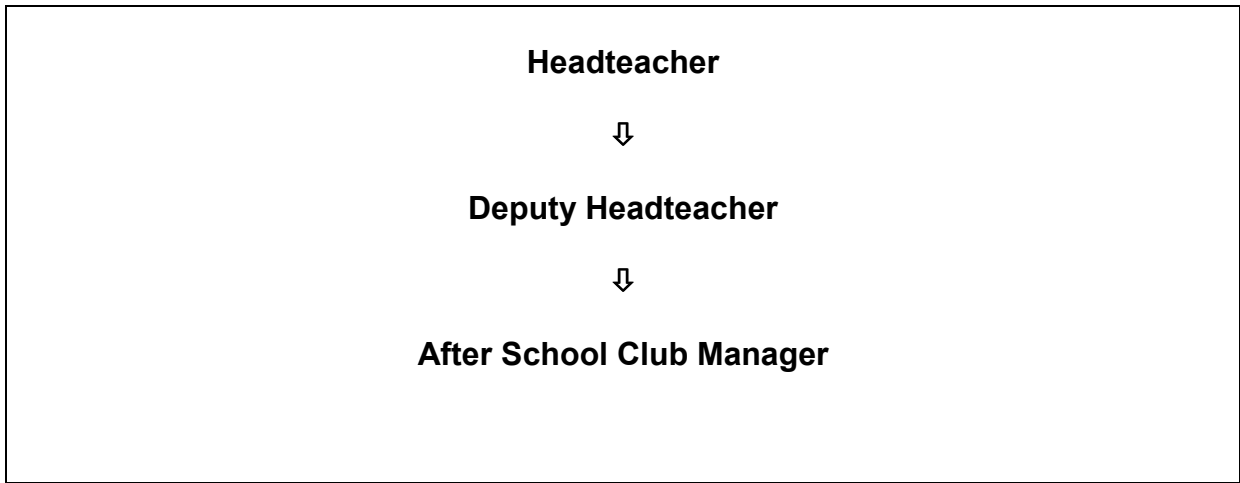 Headteacher
⇩
Deputy Headteacher
⇩
After School Club Manager